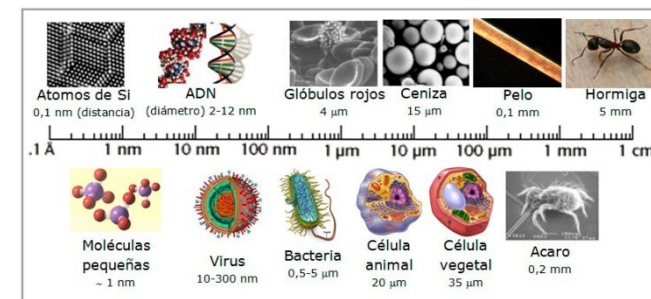 Atomos de Si
0,1 nm (distancia)
ADN
(diámetro) 2-12 nm
Glóbulos rojos
4 μm
Ceniza
15 μm
Pelo
0,1 mm
Hormiga
5 mm
.1 Å
1 nm
10 nm
100 nm
1 μm
10 μm
100 μm
1 mm
1 cm
Moléculas
pequeñas
~ 1 nm
Virus
10-300 nm
Bacteria
0,5-5 μm
Célula
animal
20 μm
Célula
vegetal
35 μm
Acaro
0,2 mm